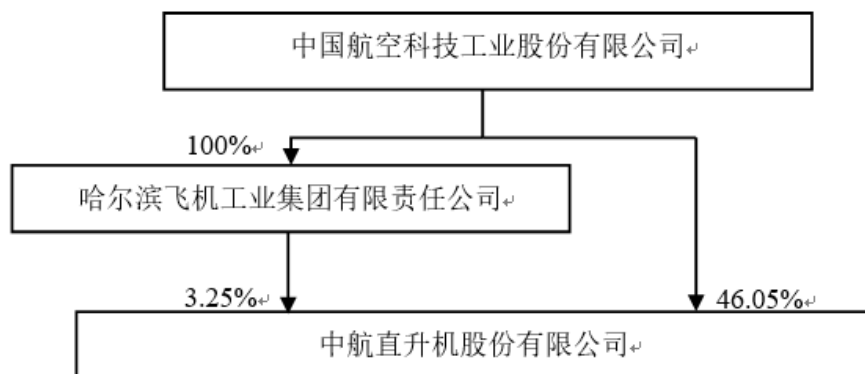 中国航空科技工业股份有限公司
100%
哈尔滨飞机工业集团有限责任公司
3.25%
46.05%
中航直升机股份有限公司